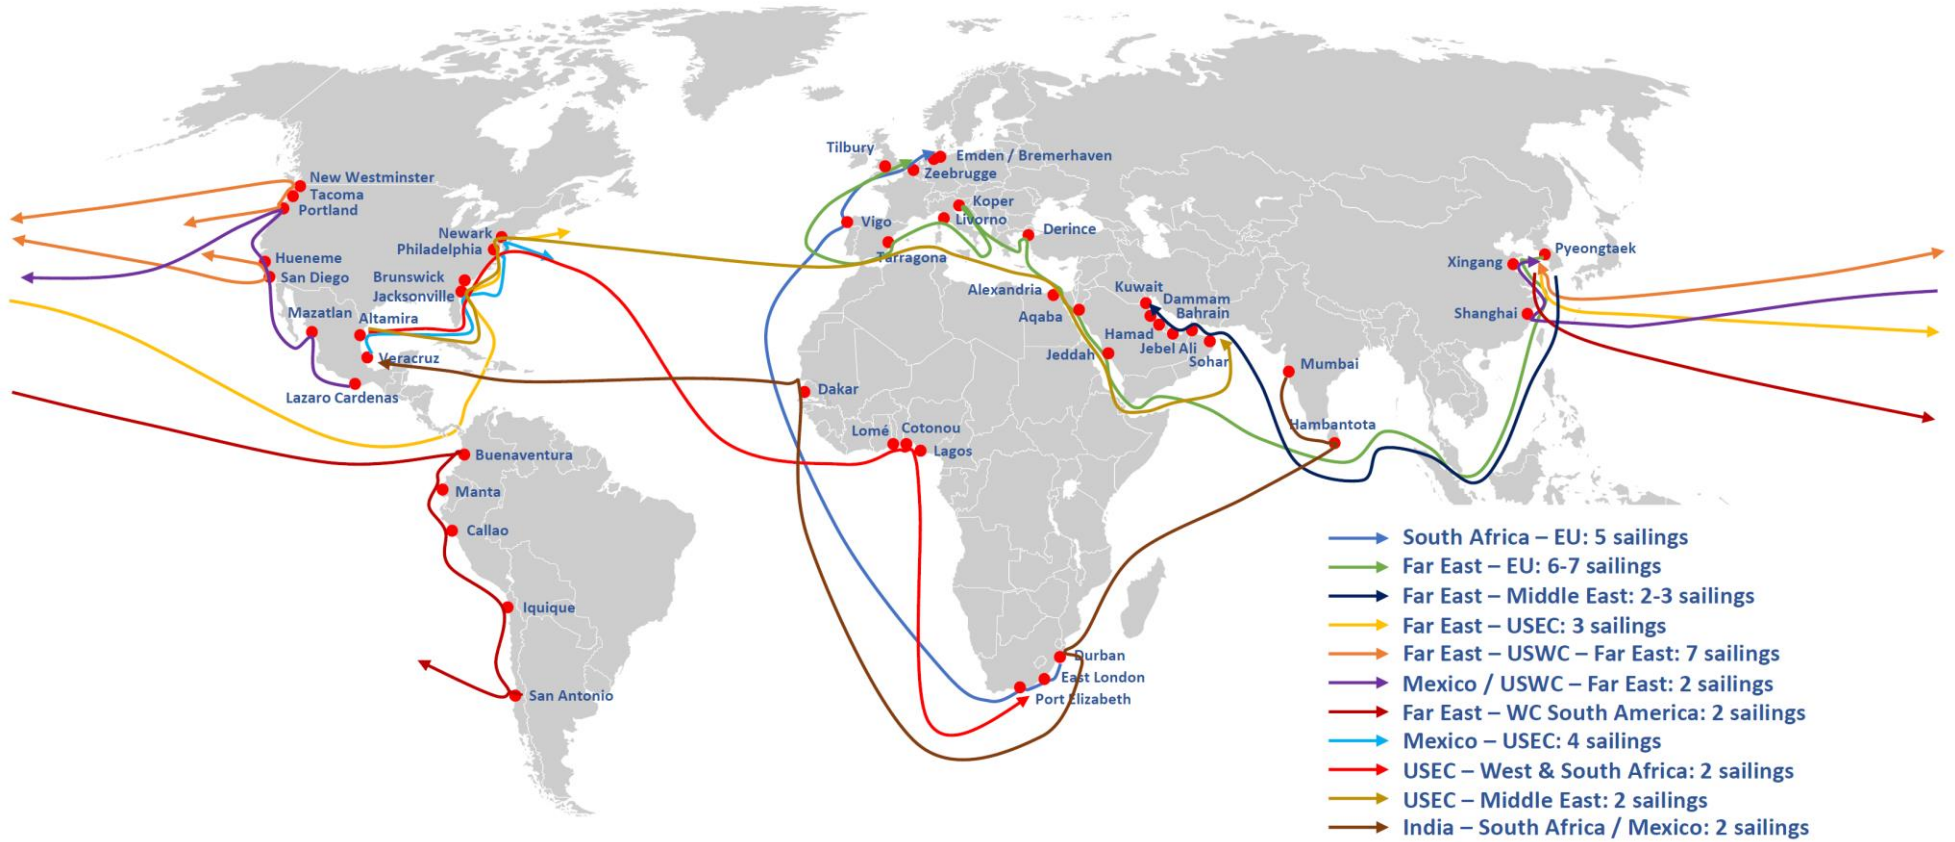 Tilbury
Emden / Bremerhaven
Zeebrugge
New Westminster
Tacoma
Portland
Koper
Livorno
Vigo
Derince
Newark
Philadelphia
Tarragona
Pyeongtaek
Xingang
Hueneme
San Diego
Brunswick
Jacksonville
Alexandria
Kuwait
Dammam
Bahrain
Mazatlan
Altamira
Aqaba
Shanghai
Hamad
Jebel Ali
Jeddah
Sohar
Veracruz
Mumbai
Lazaro Cardenas
Dakar
Hambantota
Lomé
Cotonou
Lagos
Buenaventura
Manta
Callao
Iquique
Durban
East London
Port Elizabeth
San Antonio
South Africa – EU: 5 sailings
Far East – EU: 6-7 sailings
Far East – Middle East: 2-3 sailings
Far East – USEC: 3 sailings
Far East – USWC – Far East: 7 sailings
Mexico / USWC – Far East: 2 sailings
Far East – WC South America: 2 sailings
Mexico – USEC: 4 sailings
USEC – West & South Africa: 2 sailings
USEC – Middle East: 2 sailings
India – South Africa / Mexico: 2 sailings